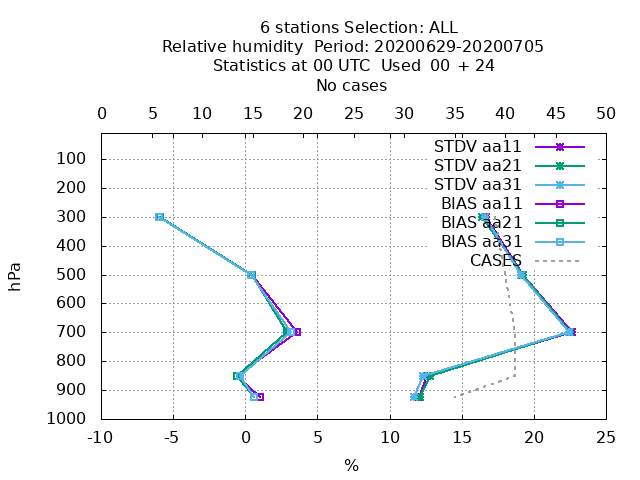 6 stations Selection: ALL
Relative humidity  Period: 20200629-20200705
Statistics at 00 UTC  Used  00 + 24
No cases
0 5 10 15 20 25 30 35 40 45 50
STDV aa11
STDV aa21
STDV aa31
BIAS aa11
BIAS aa21
BIAS aa31
CASES
hPa
100
200
300
400
500
600
700
800
900
1000
-10 -5 0 5 10 15 20 25
%